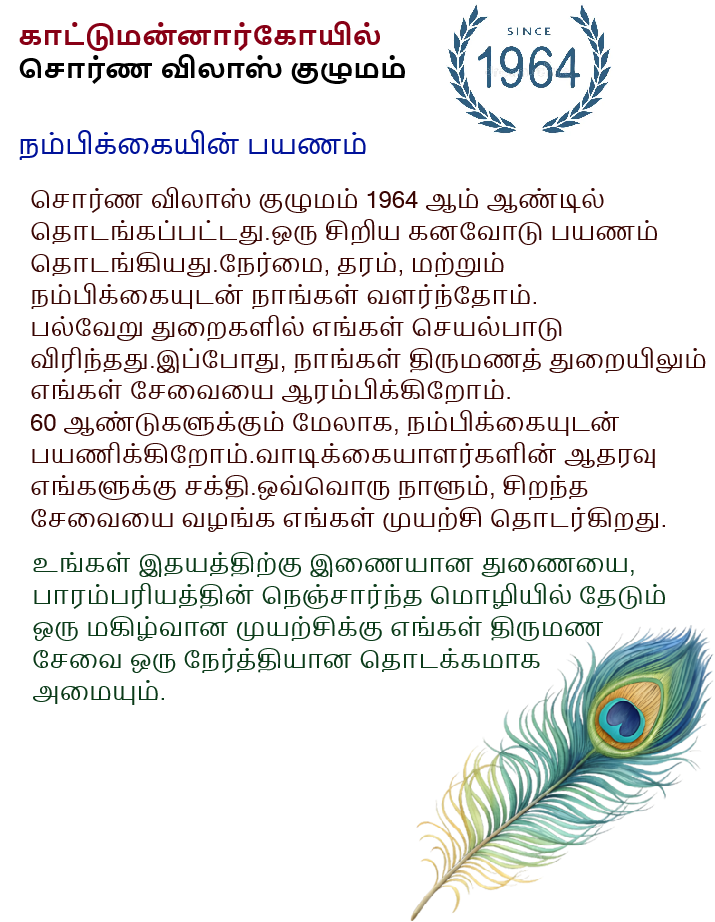 காட்டுமன்னார்கோயில்
சொர்ண விலாஸ் குழுமம்
SINCE
1964
நம்பிக்கையின் பயணம்
சொர்ண விலாஸ் குழுமம் 1964 ஆம் ஆண்டில்
தொடங்கப்பட்டது.ஒரு சிறிய கனவோடு பயணம்
தொடங்கியது.நேர்மை, தரம், மற்றும்
நம்பிக்கையுடன் நாங்கள் வளர்ந்தோம்.
பல்வேறு துறைகளில் எங்கள் செயல்பாடு
விரிந்தது.இப்போது, நாங்கள் திருமணத் துறையிலும்
எங்கள் சேவையை ஆரம்பிக்கிறோம்.
60 ஆண்டுகளுக்கும் மேலாக, நம்பிக்கையுடன்
பயணிக்கிறோம்.வாடிக்கையாளர்களின் ஆதரவு
எங்களுக்கு சக்தி.ஒவ்வொரு நாளும், சிறந்த
சேவையை வழங்க எங்கள் முயற்சி தொடர்கிறது.
உங்கள் இதயத்திற்கு இணையான துணையை,
பாரம்பரியத்தின் நெஞ்சார்ந்த மொழியில் தேடும்
ஒரு மகிழ்வான முயற்சிக்கு எங்கள் திருமண
சேவை ஒரு நேர்த்தியான தொடக்கமாக
அமையும்.